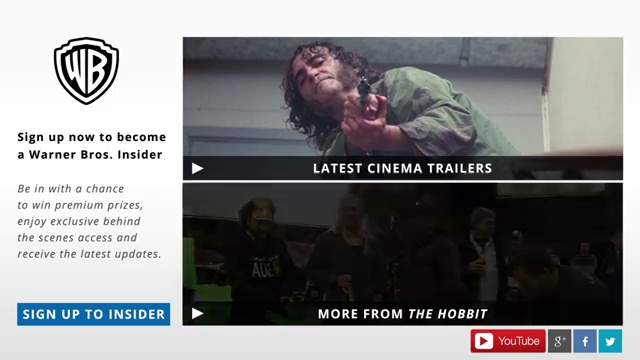 WB
Sign up now to become
a Warner Bros. Insider
Be in with a chance
to win premium prizes,
enjoy exclusive behind
the scenes access and
receive the latest updates.
SIGN UP TO INSIDER
LATEST CINEMA TRAILERS
AUS
MORE FROM THE HOBBIT
YouTube
g+
f